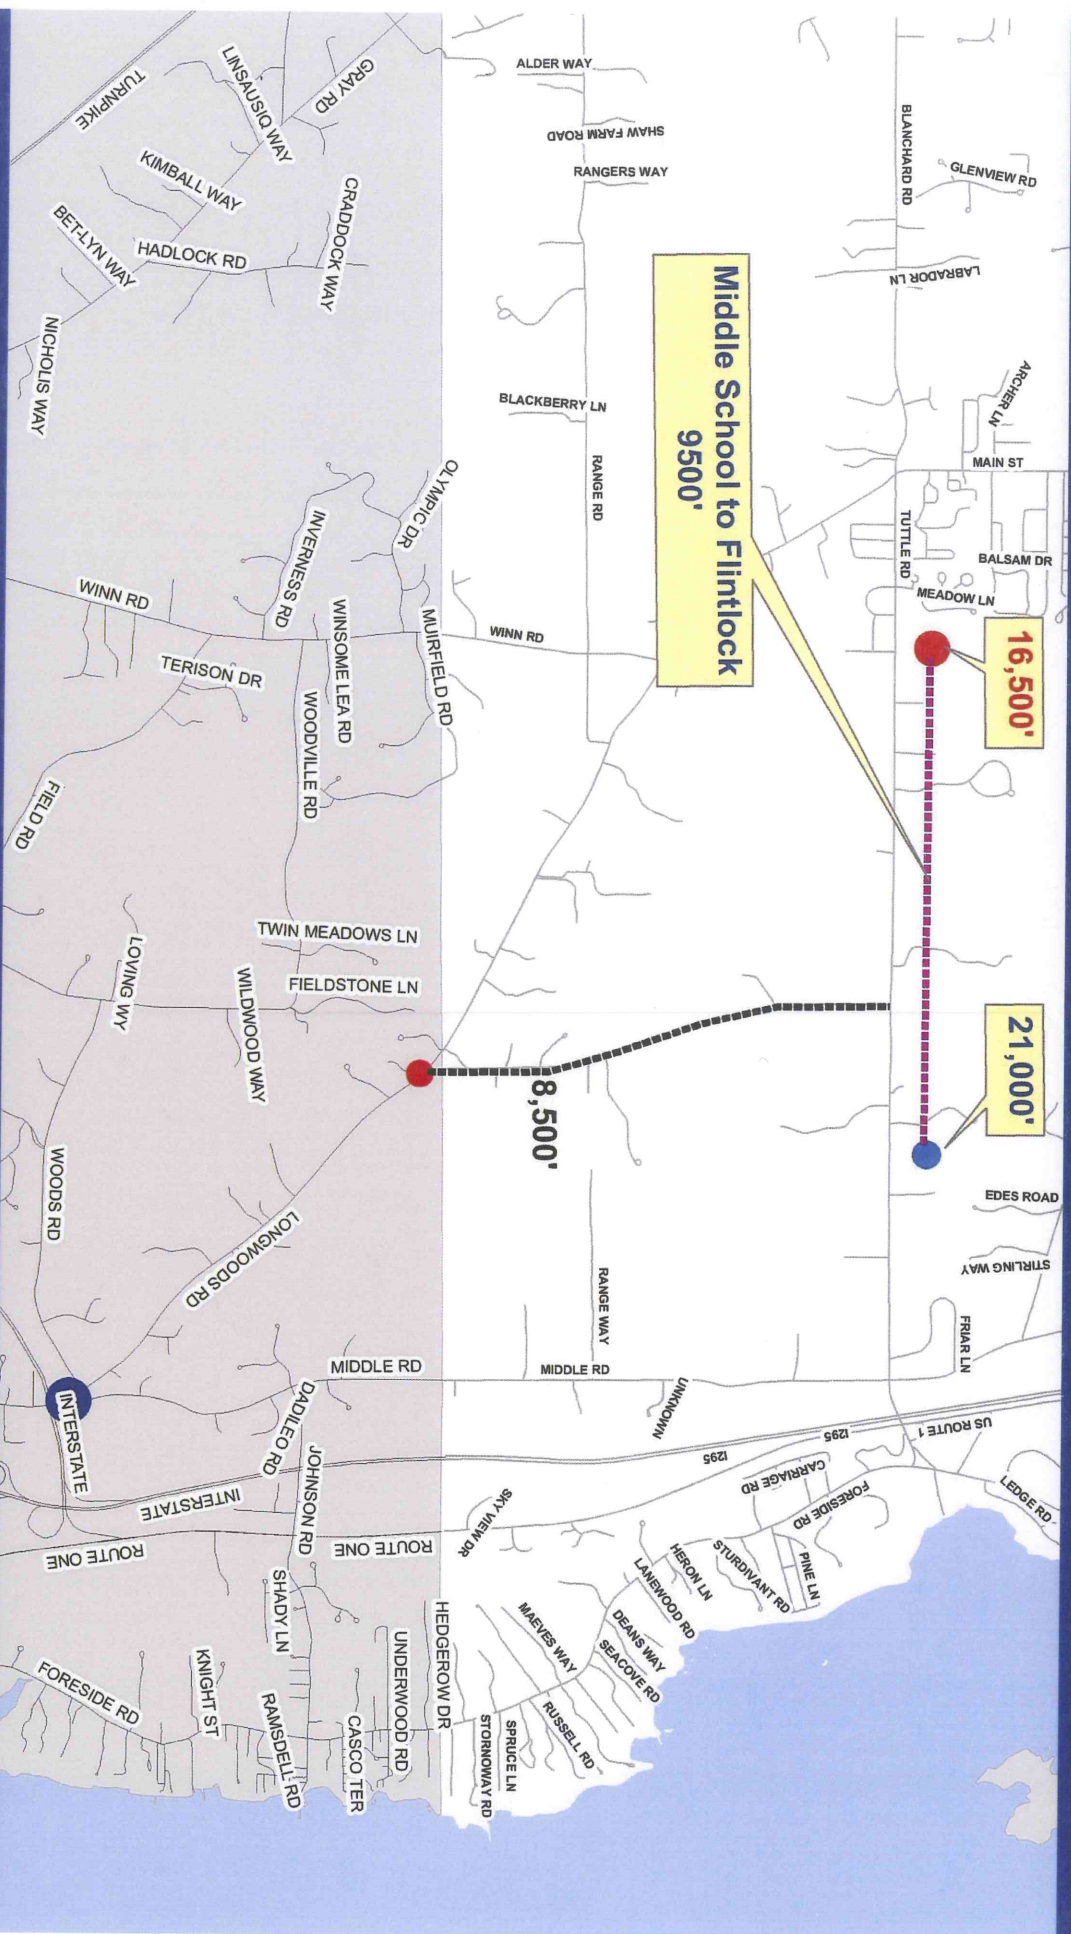 TURNPIKE
LINSAUSIQ WAY
GRAY RD
KIMBALL WAY
CRADDOCK WAY
BET-LYN WAY
HADLOCK RD
NICHOLIS WAY
ALDER WAY
SHAW FARM ROAD
RANGERS WAY
BLANCHARD RD
GLENVIEW RD
LABRADOR LN
BLACKBERRY LN
RANGE RD
ARCHER LN
MAIN ST
TUTTLE RD
BALSAM DR
MEADOW LN
Middle School to Flintlock
9500'
16,500'
21,000'
8,500'
OLYMPIC DR
INVERNESS RD
WINN RD
WINN RD
WINSOME LEA RD
MUIRFIELD RD
TERISON DR
WOODVILLE RD
FIELD RD
TWIN MEADOWS LN
FIELDSTONE LN
LOVING WY
WILDWOOD WAY
WOODS RD
LONGWOODS RD
EDES ROAD
STIRLING WAY
FRIAR LN
RANGE WAY
MIDDLE RD
MIDDLE RD
UNKNOWN
INTERSTATE
DADILEO RD
JOHNSON RD
INTERSTATE
ROUTE ONE
ROUTE ONE
I295
I295
US ROUTE 1
CARRIAGE RD
FORESIDE RD
LEDGE RD
SKY VIEW DR
HERON LN
STURDIVANT RD
PINE LN
LANEWOOD RD
DEANS WAY
SEACOVE RD
MAEVES WAY
RUSSELL RD
SPRUCE LN
STORNOWAY RD
HEDGEROW DR
UNDERWOOD RD
CASCO TER
SHADY LN
KNIGHT ST
RAMSDELL RD
FORESIDE RD